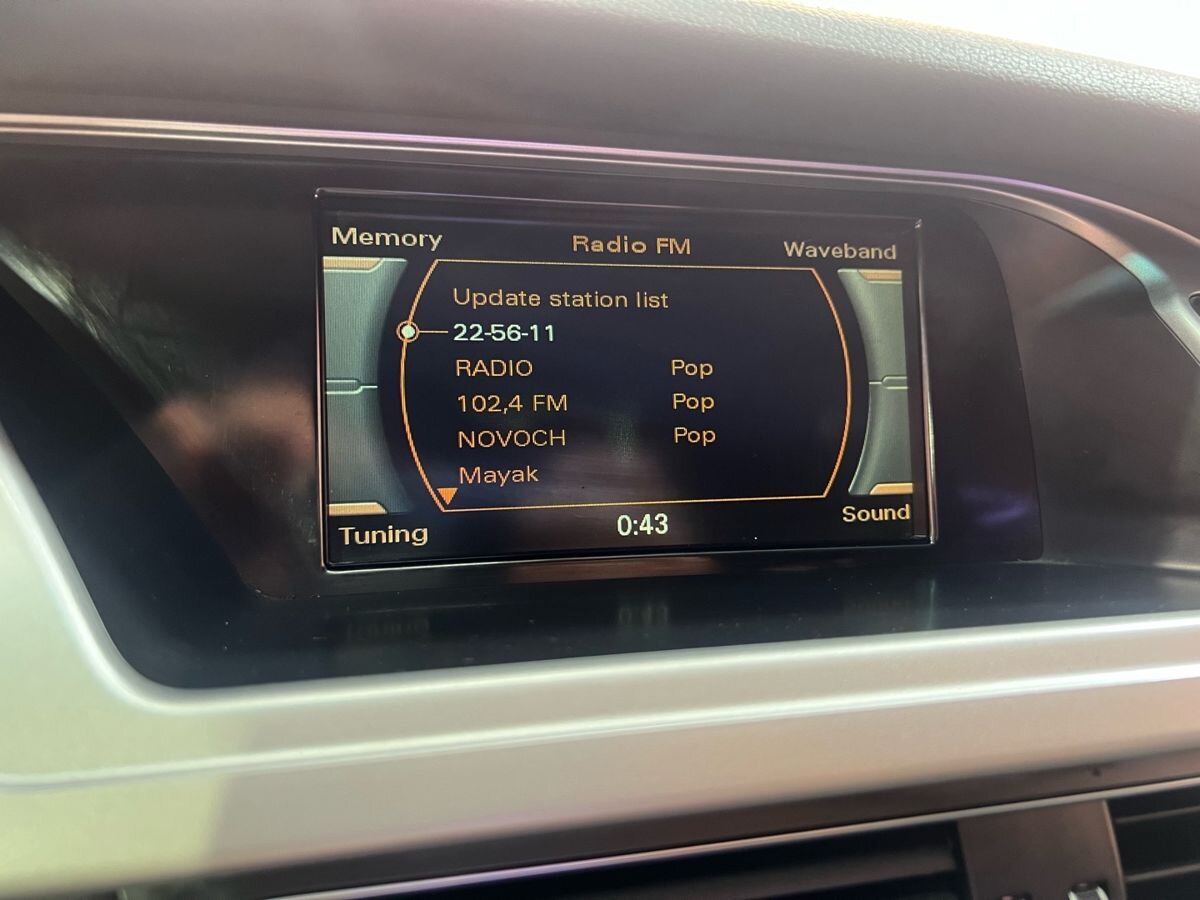 Memory Radio FM Waveband
Update station list
22-56-11
RADIO Pop
102,4 FM Pop
NOVOCH Pop
Mayak
Tuning 0:43 Sound